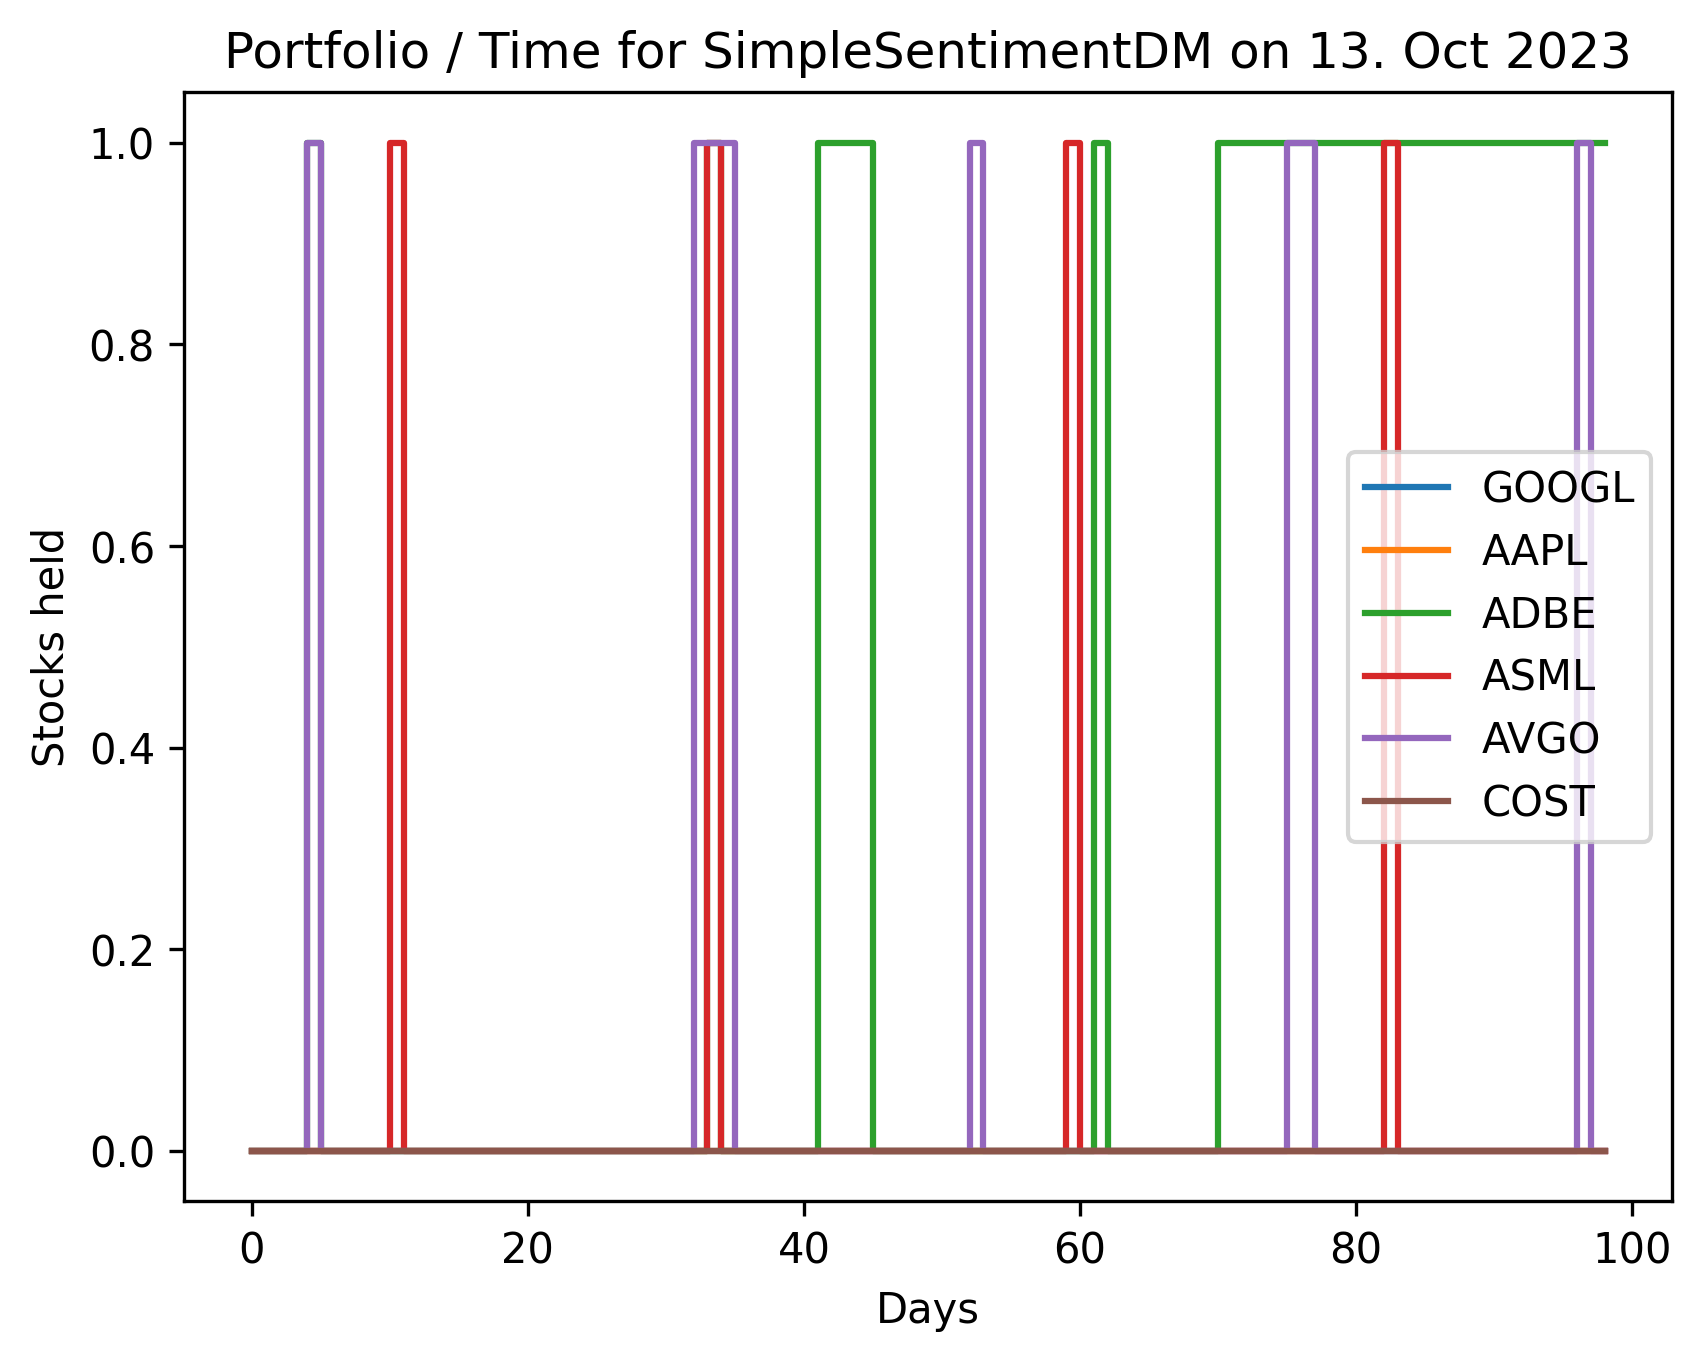 Portfolio / Time for SimpleSentimentDM on 13. Oct 2023
1.0
0.8
0.6
0.4
0.2
0.0
Stocks held
GOOGL
AAPL
ADBE
ASML
AVGO
COST
0 20 40 60 80 100
Days